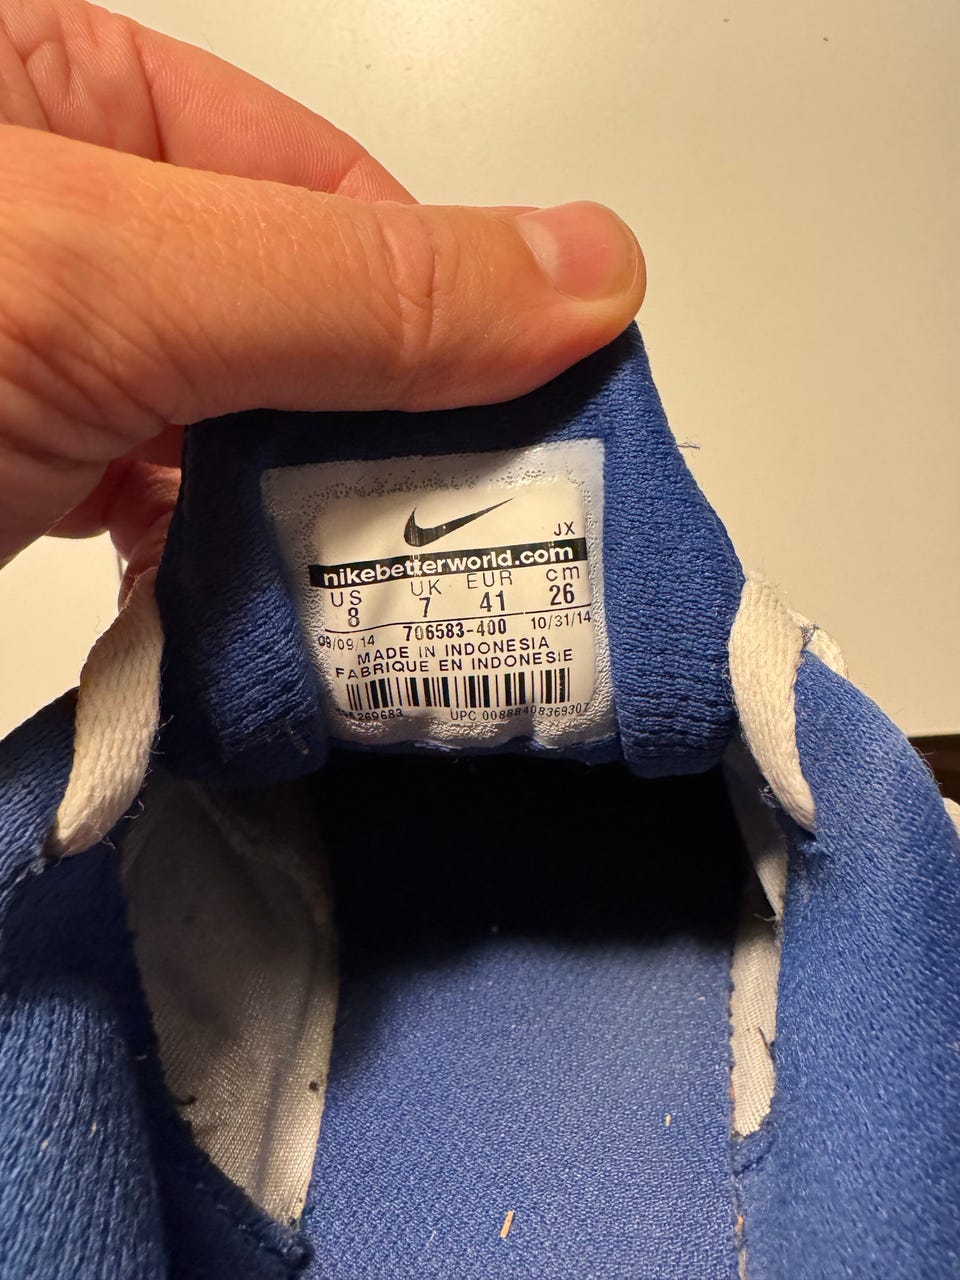 JX
nikebetterworld.com
US UK EUR cm
8 7 41 26
09/09/14 706583-400 10/31/14
MADE IN INDONESIA
FABRIQUE EN INDONESIE
UPC 00888408369307